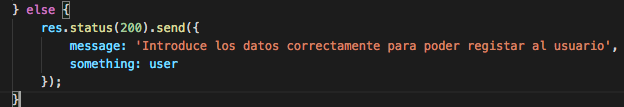 } else {
res.status(200).send({
message: 'Introduce los datos correctamente para poder registar al usuario',
something: user
});
}